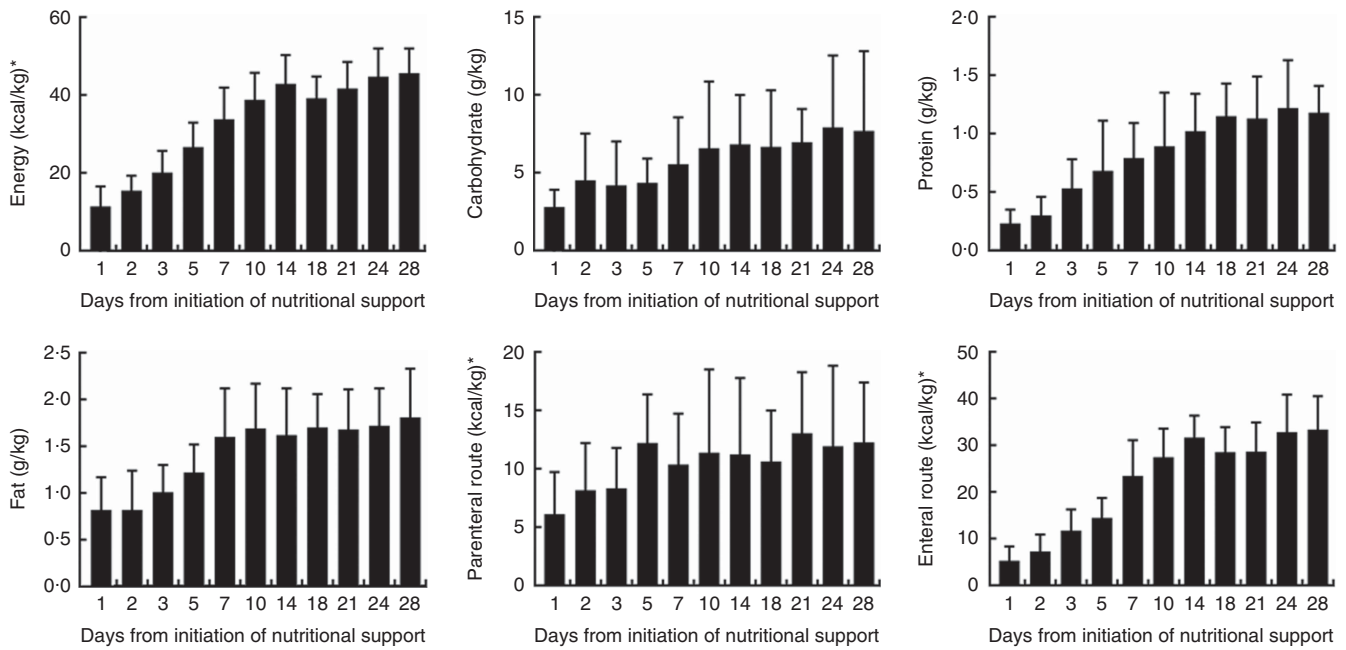 Energy (kcal/kg)*
60
40
20
0
1 2 3 5 7 10 14 18 21 24 28
Days from initiation of nutritional support
Carbohydrate (g/kg)
15
10
5
0
1 2 3 5 7 10 14 18 21 24 28
Days from initiation of nutritional support
Protein (g/kg)
2·0
1·5
1·0
0·5
0·0
1 2 3 5 7 10 14 18 21 24 28
Days from initiation of nutritional support
Fat (g/kg)
2·5
2·0
1·5
1·0
0·5
0·0
1 2 3 5 7 10 14 18 21 24 28
Days from initiation of nutritional support
Parenteral route (kcal/kg)*
20
15
10
5
0
1 2 3 5 7 10 14 18 21 24 28
Days from initiation of nutritional support
Enteral route (kcal/kg)*
50
40
30
20
10
0
1 2 3 5 7 10 14 18 21 24 28
Days from initiation of nutritional support